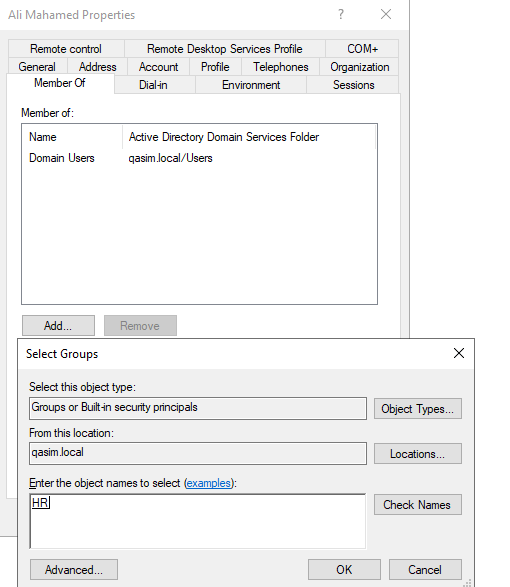 Ali Mahamed Properties ? ×
Remote control Remote Desktop Services Profile COM+
General Address Account Profile Telephones Organization
Member Of Dial-in Environment Sessions
Member of:
Name Active Directory Domain Services Folder
Domain Users qasim.local/Users
Add... Remove
Select Groups ×
Select this object type:
Groups or Built-in security principals Object Types...
From this location:
qasim.local Locations...
Enter the object names to select (examples):
HR Check Names
Advanced... OK Cancel